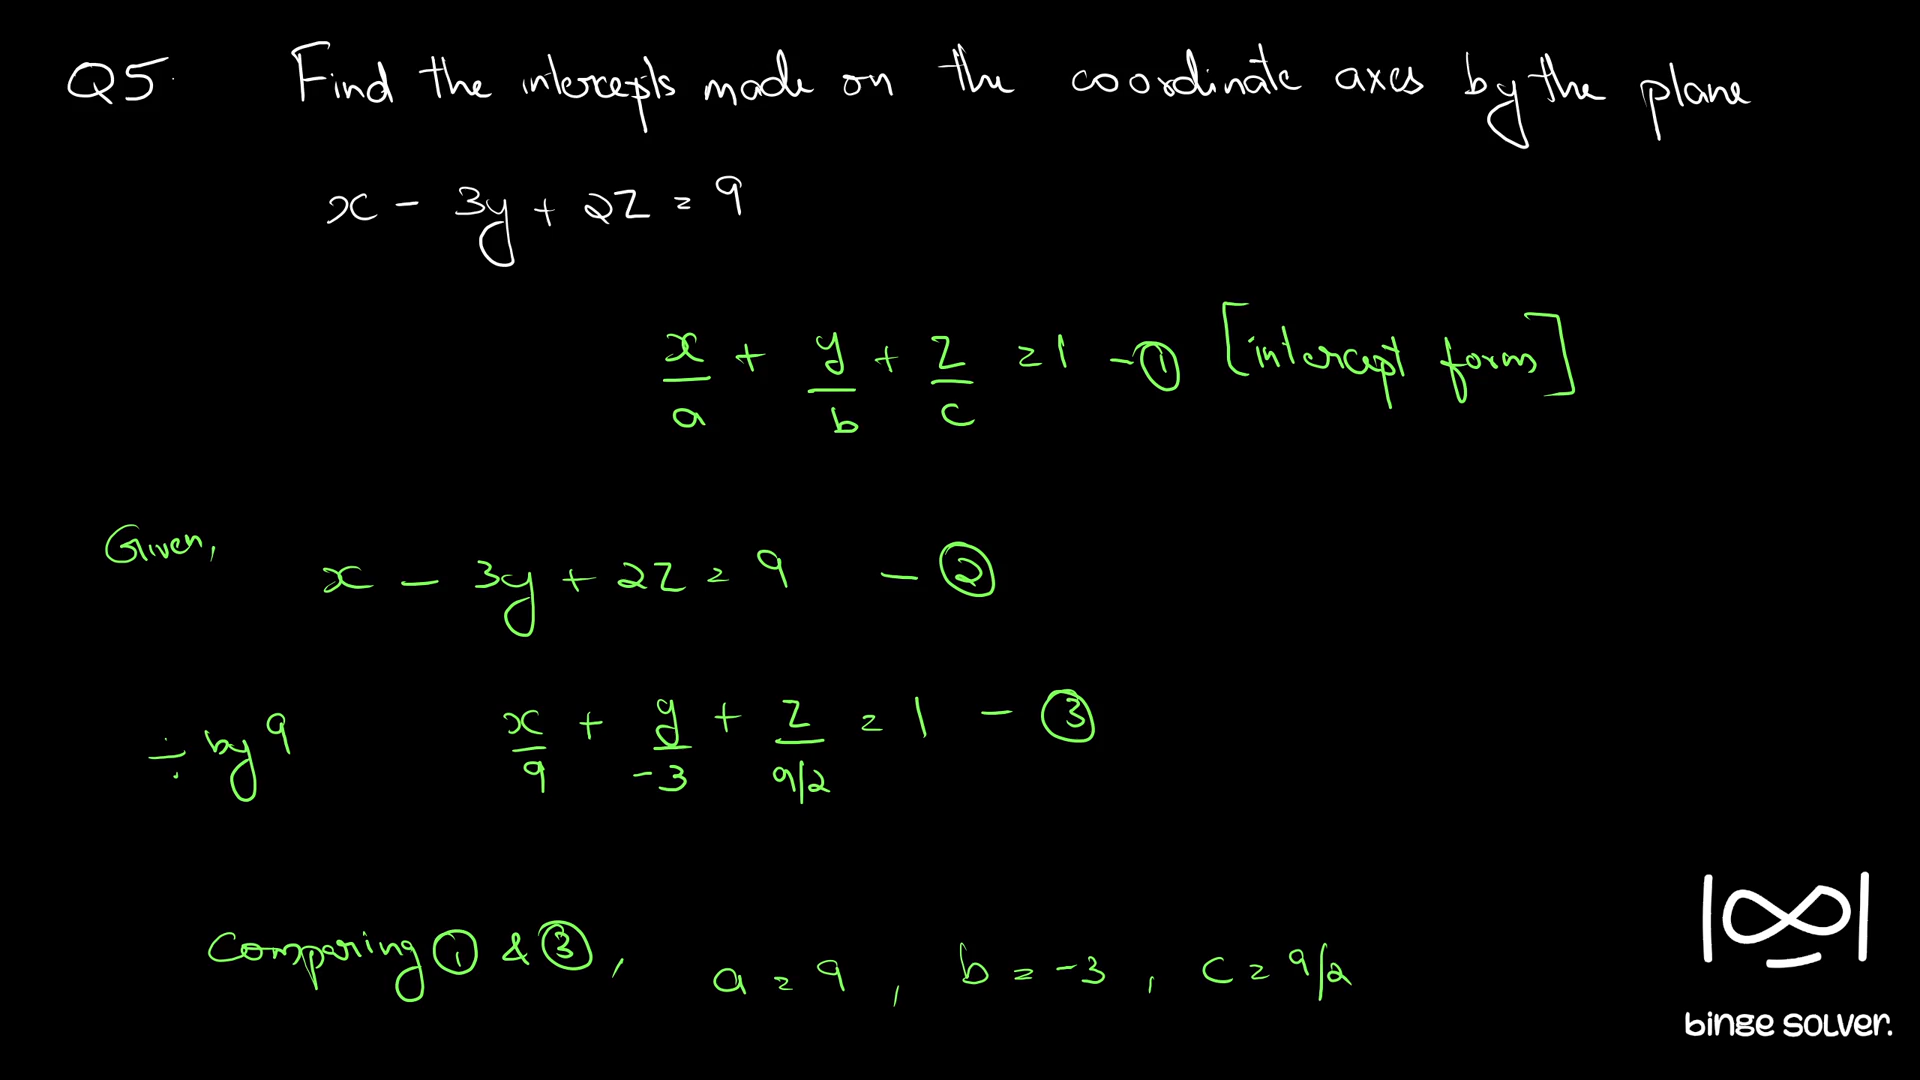 Q5. Find the intercepts made on the coordinate axes by the plane
x - 3y + 2z = 9
x/a + y/b + z/c = 1 - ① [intercept form]
Given,
x - 3y + 2z = 9 - ②
÷ by 9 x/9 + y/-3 + z/9/2 = 1 - ③
Comparing ① & ③, a = 9, b = -3, c = 9/2
binge solver.